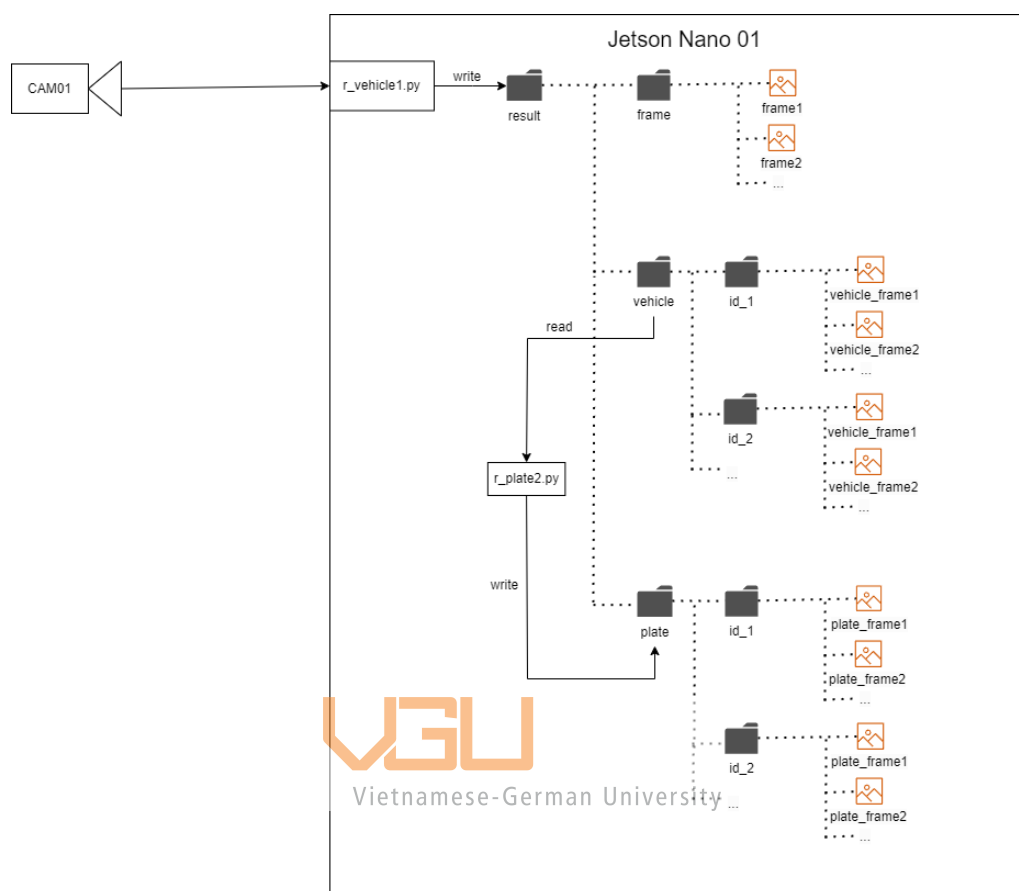 Jetson Nano 01
CAM01
r_vehicle1.py
write
result
frame
frame1
frame2
...
vehicle
id_1
vehicle_frame1
vehicle_frame2
...
read
id_2
vehicle_frame1
vehicle_frame2
...
...
r_plate2.py
write
plate
id_1
plate_frame1
plate_frame2
...
id_2
plate_frame1
plate_frame2
...
...
VGU
Vietnamese-German University